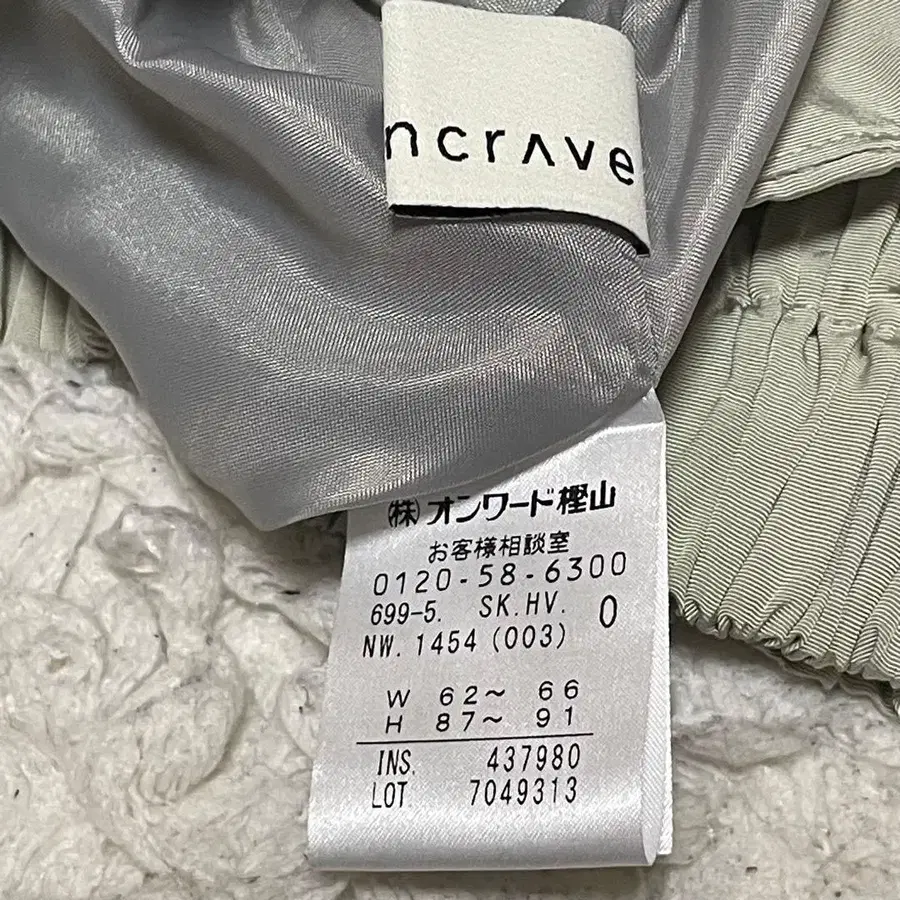 ncrʌve
㈱オンワード樫山
お客様相談室
0120-58-6300
699-5. SK.HV. 0
NW. 1454 (003)
W 62～ 66
H 87～ 91
INS. 437980
LOT 7049313